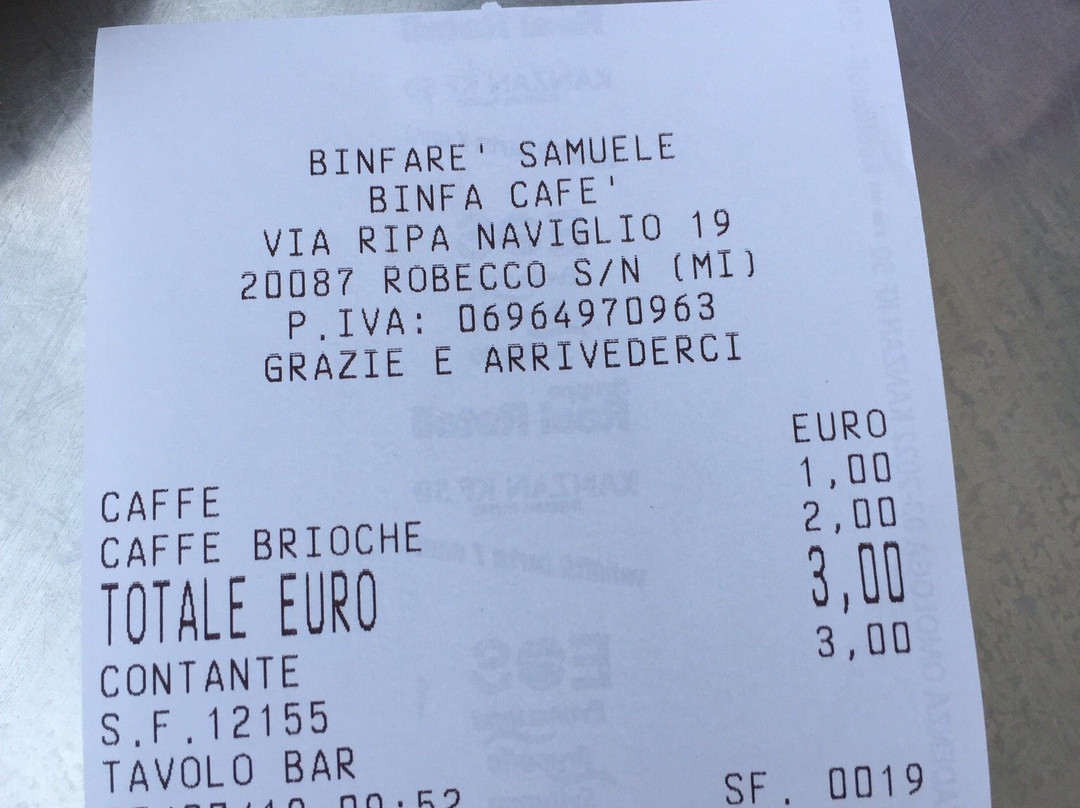 BINFARE' SAMUELE
BINFA CAFE'
VIA RIPA NAVIGLIO 19
20087 ROBECCO S/N (MI)
P.IVA: 06964970963
GRAZIE E ARRIVEDERCI
EURO
CAFFE 1,00
CAFFE BRIOCHE 2,00
TOTALE EURO 3,00
CONTANTE 3,00
S.F.12155
TAVOLO BAR
SF. 0019